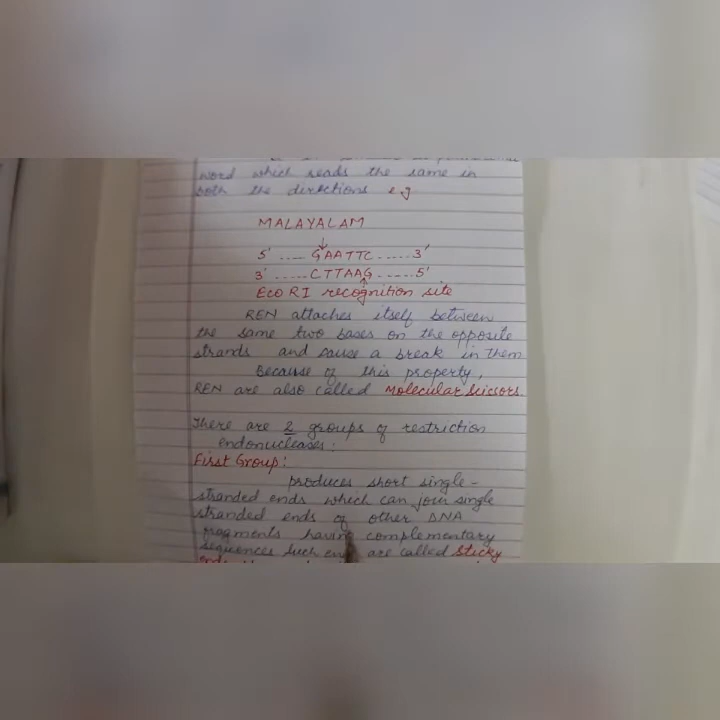 word which reads the same in
both the directions e.g
MALAYALAM
↓
5' ..... GAATTC ..... 3'
3' ..... CTTAAG ..... 5'
↑
Eco RI recognition site
REN attaches itself between
the same two bases on the opposite
strands and cause a break in them
Because of this property,
REN are also called Molecular Scissors.
There are 2 groups of restriction
endonucleases:
First Group:
produces short single-
stranded ends which can join single
stranded ends of other DNA
fragments having complementary
sequences such ends are called sticky
ends